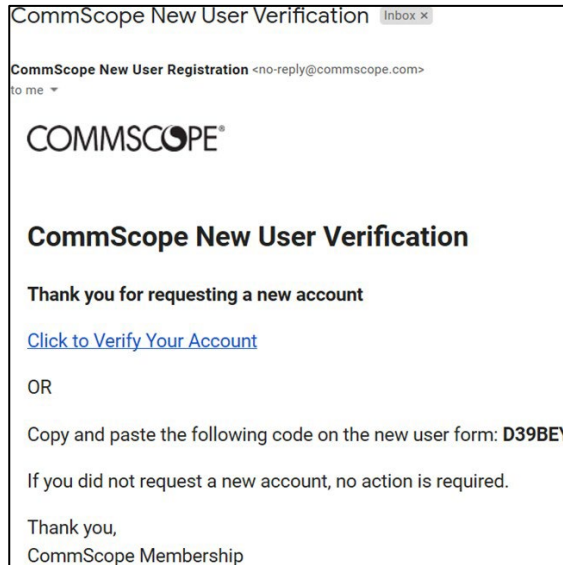 CommScope New User Verification Inbox ×
CommScope New User Registration <no-reply@commscope.com>
to me
COMMSCOPE®
CommScope New User Verification
Thank you for requesting a new account
Click to Verify Your Account
OR
Copy and paste the following code on the new user form: D39BEY
If you did not request a new account, no action is required.
Thank you,
CommScope Membership